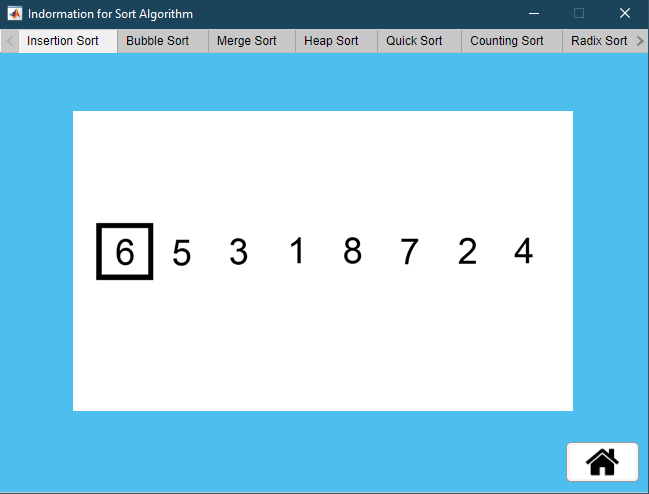 Indormation for Sort Algorithm
Insertion Sort Bubble Sort Merge Sort Heap Sort Quick Sort Counting Sort Radix Sort
6 5 3 1 8 7 2 4